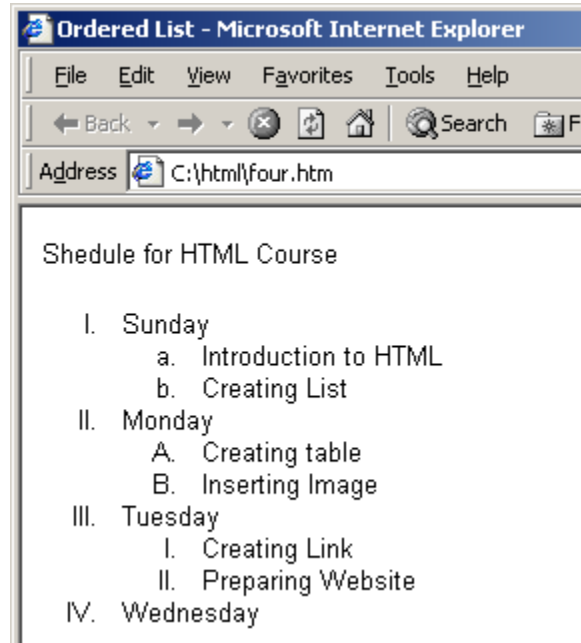 Ordered List - Microsoft Internet Explorer
File Edit View Favorites Tools Help
Back Search F
Address C:\html\four.htm
Shedule for HTML Course
I. Sunday
a. Introduction to HTML
b. Creating List
II. Monday
A. Creating table
B. Inserting Image
III. Tuesday
I. Creating Link
II. Preparing Website
IV. Wednesday